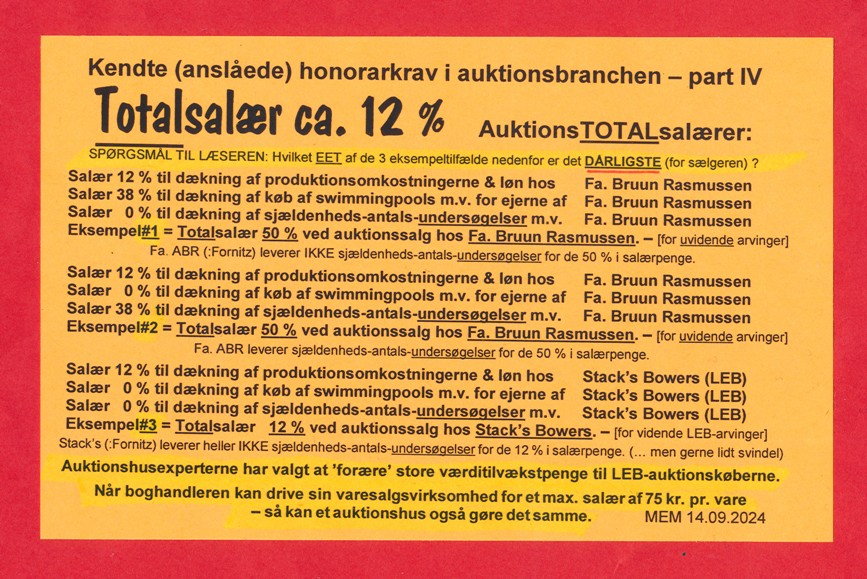 Kendte (anslåede) honorarkrav i auktionsbranchen – part IV
Totalsalær ca. 12 % AuktionsTOTALsalærer:
SPØRGSMÅL TIL LÆSEREN: Hvilket EET af de 3 eksempeltilfælde nedenfor er det DÅRLIGSTE (for sælgeren) ?
Salær 12 % til dækning af produktionsomkostningerne & løn hos Fa. Bruun Rasmussen
Salær 38 % til dækning af køb af swimmingpools m.v. for ejerne af Fa. Bruun Rasmussen
Salær 0 % til dækning af sjældenheds-antals-undersøgelser m.v. Fa. Bruun Rasmussen
Eksempel#1 = Totalsalær 50 % ved auktionssalg hos Fa. Bruun Rasmussen. – [for uvidende arvinger]
Fa. ABR (:Fornitz) leverer IKKE sjældenheds-antals-undersøgelser for de 50 % i salærpenge.
Salær 12 % til dækning af produktionsomkostningerne & løn hos Fa. Bruun Rasmussen
Salær 0 % til dækning af køb af swimmingpools m.v. for ejerne af Fa. Bruun Rasmussen
Salær 38 % til dækning af sjældenheds-antals-undersøgelser m.v. Fa. Bruun Rasmussen
Eksempel#2 = Totalsalær 50 % ved auktionssalg hos Fa. Bruun Rasmussen. – [for uvidende arvinger]
Fa. ABR leverer sjældenheds-antals-undersøgelser for de 50 % i salærpenge.
Salær 12 % til dækning af produktionsomkostningerne & løn hos Stack's Bowers (LEB)
Salær 0 % til dækning af køb af swimmingpools m.v. for ejerne af Stack's Bowers (LEB)
Salær 0 % til dækning af sjældenheds-antals-undersøgelser m.v. Stack's Bowers (LEB)
Eksempel#3 = Totalsalær 12 % ved auktionssalg hos Stack's Bowers. – [for vidende LEB-arvinger]
Stack's (:Fornitz) leverer heller IKKE sjældenheds-antals-undersøgelser for de 12 % i salærpenge. (... men gerne lidt svindel)
Auktionshusexperterne har valgt at 'forære' store værditilvækstpenge til LEB-auktionskøberne.
Når boghandleren kan drive sin varesalgsvirksomhed for et max. salær af 75 kr. pr. vare
– så kan et auktionshus også gøre det samme. MEM 14.09.2024